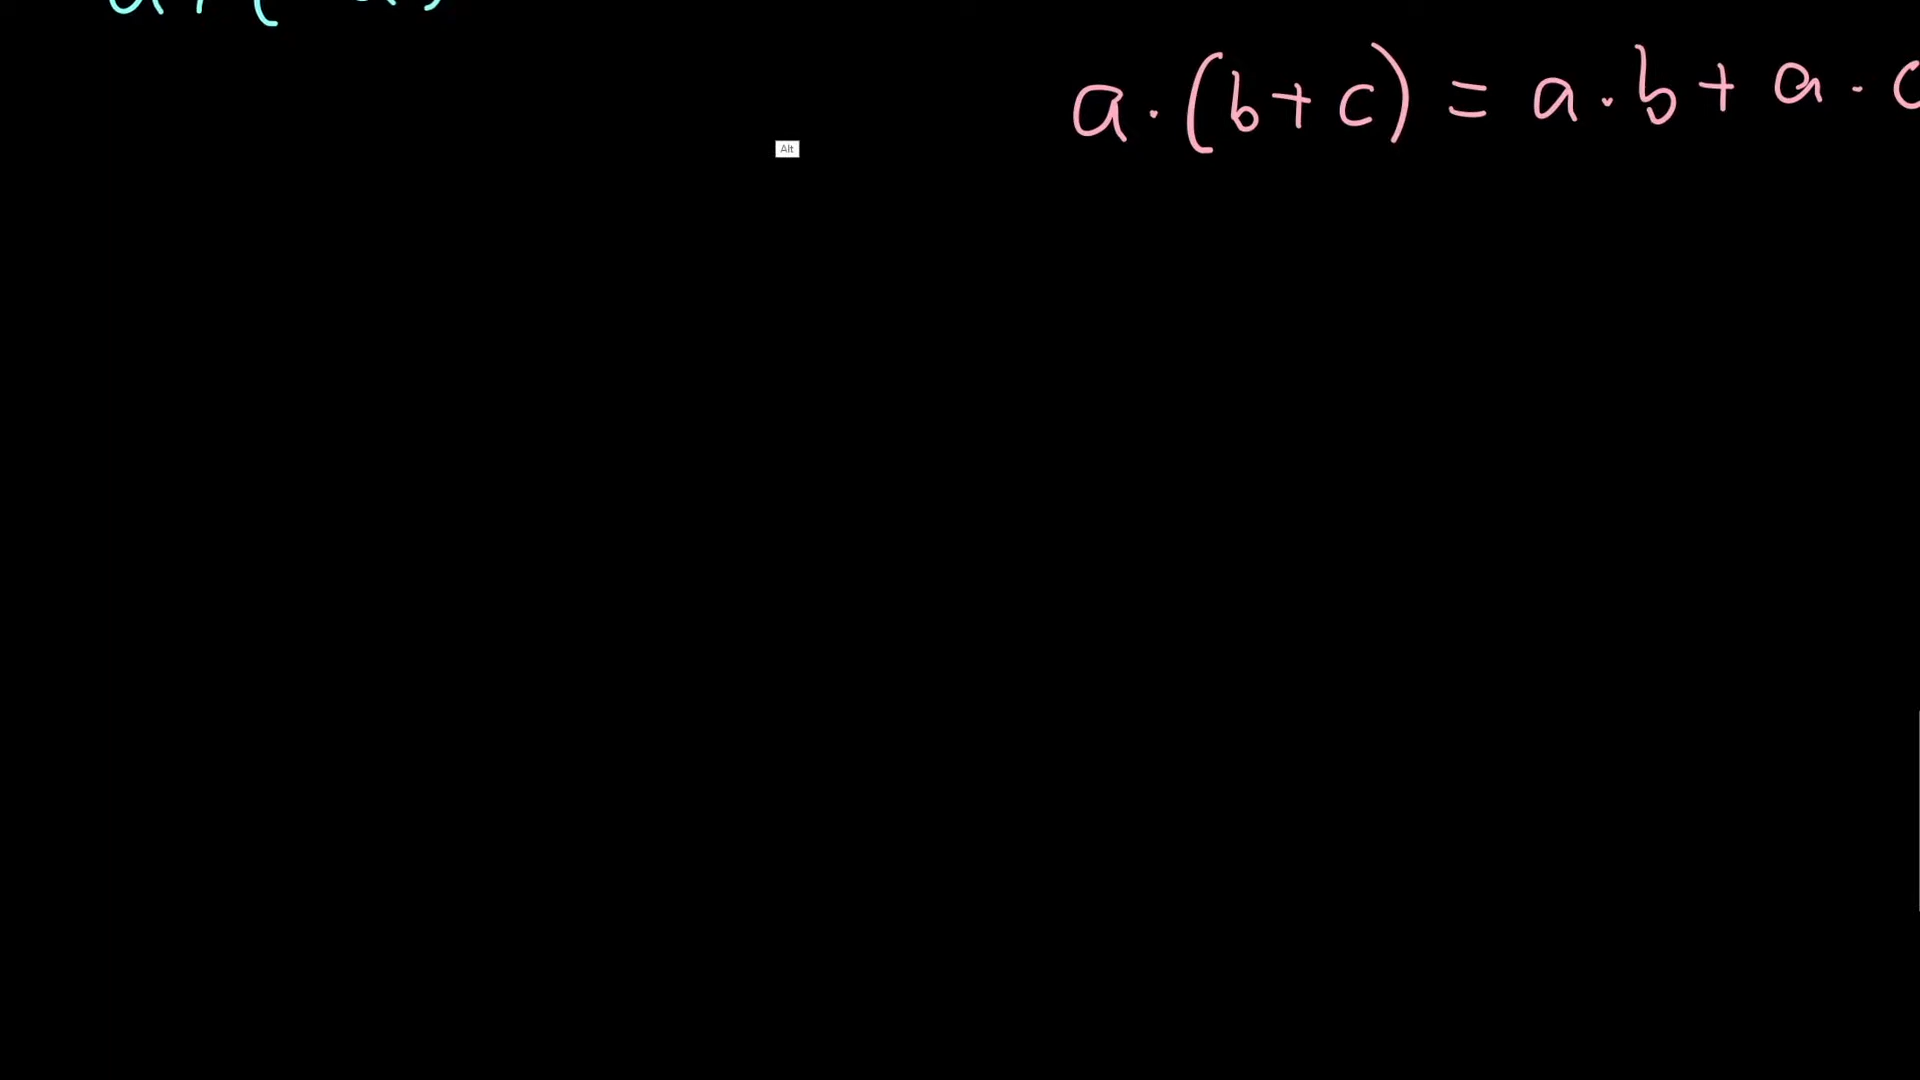 a · (b + c) = a · b + a · c
Alt